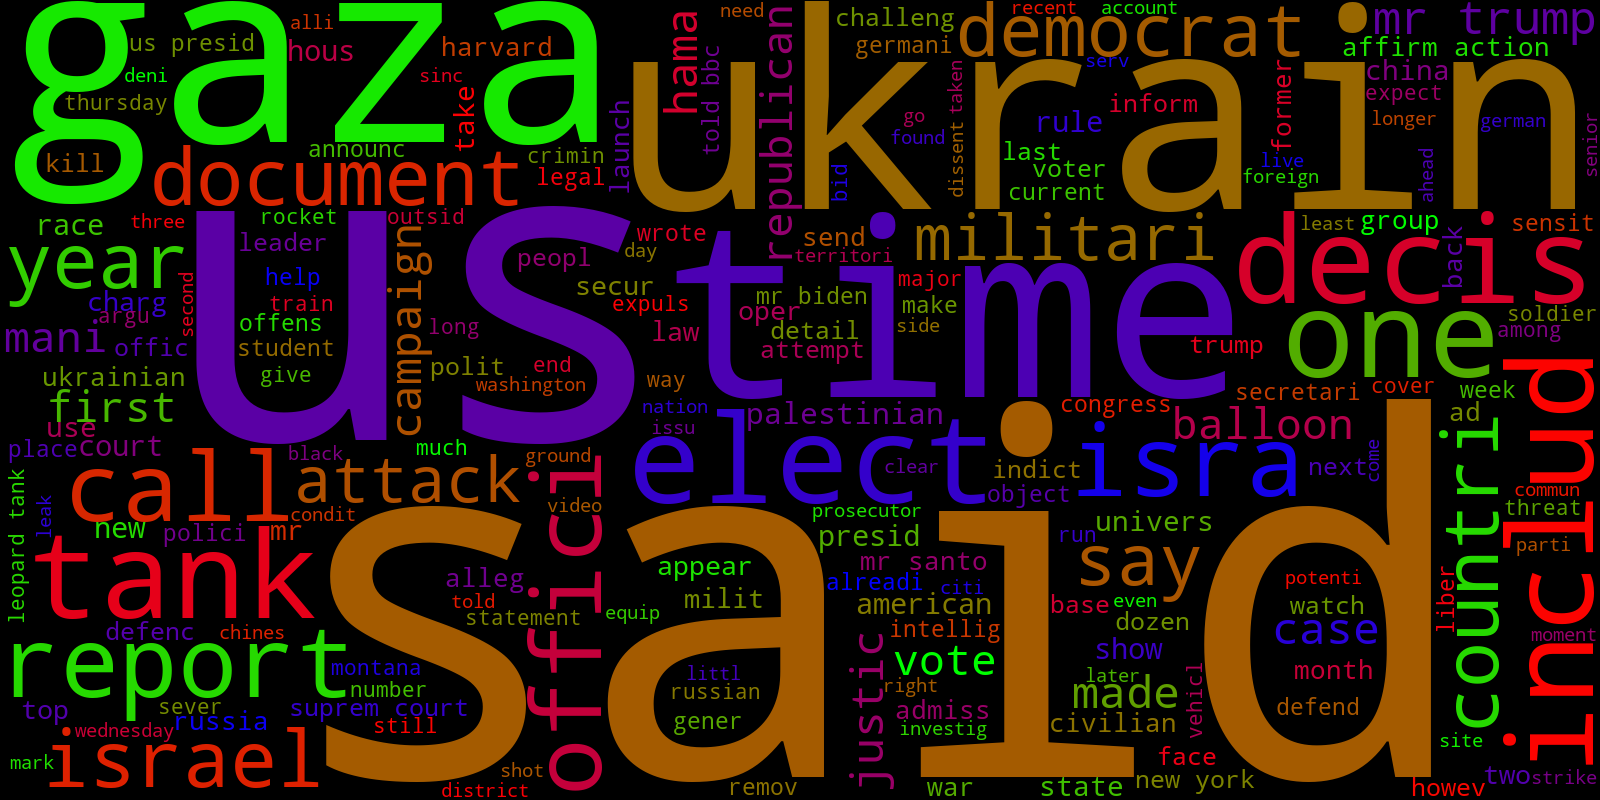 gaza
ukrain
democrat
mr trump
alli
us presid
hous
harvard
deni
sinc
thursday
take
kill
announc
document
crimin
legal
launch
hama
told bbc
republican
need
challeng
germani
recent
account
serv
affirm action
china
expect
longer
german
senior
inform
former
go
found
rule
dissent
taken
last
voter
current
bid
live
foreign
ahead
race
three
rocket
outsid
year
leader
help
train
offens
student
give
charg
argu
second
mani
offic
ukrainian
first
use
court
place
us
time
campaign
long
polit
peopl
day
secur
wrote
expuls
law
end
washington
way
send
territori
mr biden
oper
detail
attempt
major
make
side
militari
decis
least
group
back
sensit
soldier
among
one
trump
secretari
cover
week
ad
congress
balloon
nation
issu
palestinian
elect
clear
indict
object
isra
next
come
countri
includ
commun
threat
parti
call
attack
black
much
ground
condit
video
leopard tank
leak
new
polici
mr
tank
defenc
chines
report
montana
number
suprem court
still
sever
russia
top
wednesday
israel
mark
said
offici
alleg
told
statement
appear
milit
equip
littl
russian
gener
shot
district
remov
prosecutor
presid
mr santo
alreadi
citi
american
intellig
vote
justic
right
admiss
investig
war
state
run
univers
say
base
even
dozen
show
later
made
civilian
vehicl
face
new york
potenti
watch
case
month
defend
liber
moment
site
two
strike
howev